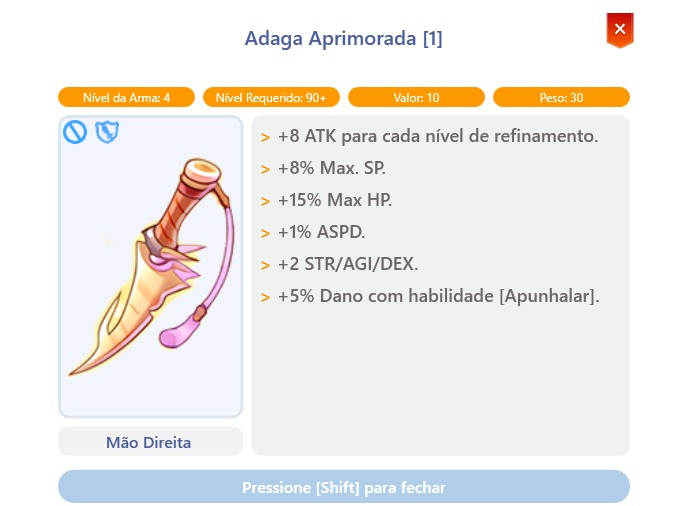 Adaga Aprimorada [1]
Nível da Arma: 4
Nível Requerido: 90+
Valor: 10
Peso: 30
> +8 ATK para cada nível de refinamento.
> +8% Max. SP.
> +15% Max HP.
> +1% ASPD.
> +2 STR/AGI/DEX.
> +5% Dano com habilidade [Apunhalar].
Mão Direita
Pressione [Shift] para fechar